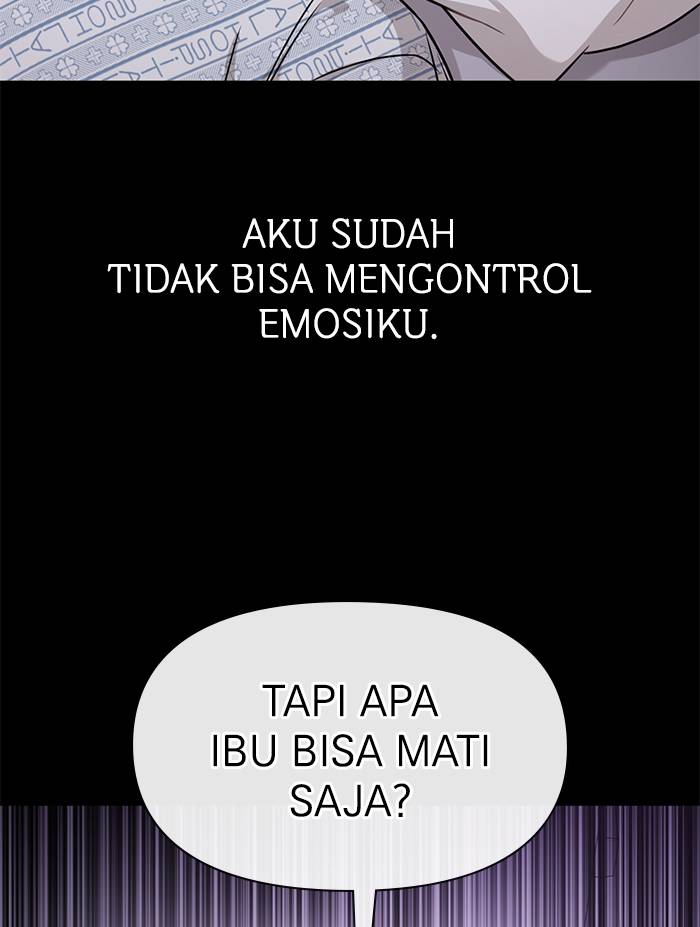 AKU SUDAH
TIDAK BISA MENGONTROL
EMOSIKU.
TAPI APA
IBU BISA MATI
SAJA?